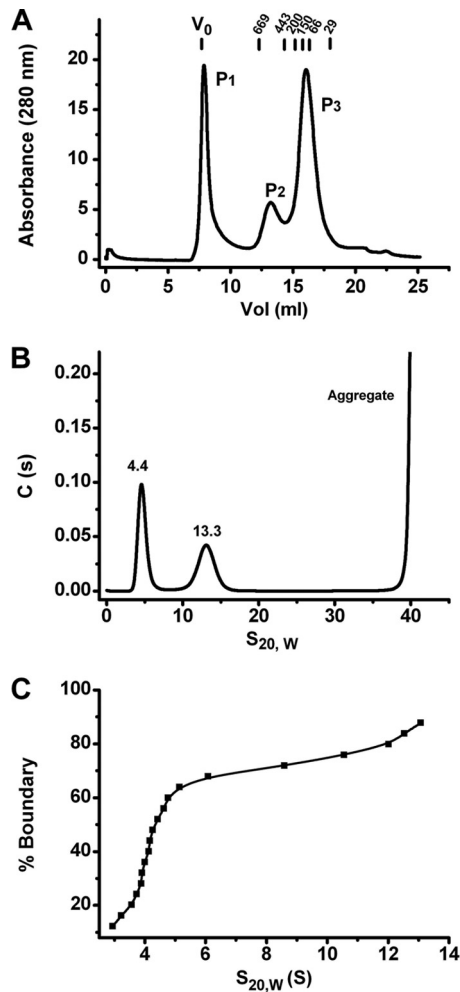 A
V0
669
443
200
150
66
29
P1
P2
P3
Absorbance (280 nm)
20
15
10
5
0
0
5
10
15
20
25
Vol (ml)
B
Aggregate
4.4
13.3
C (s)
0.20
0.15
0.10
0.05
0.00
0
10
20
30
40
S20, W
C
% Boundary
100
80
60
40
20
4
6
8
10
12
14
S20,W (S)